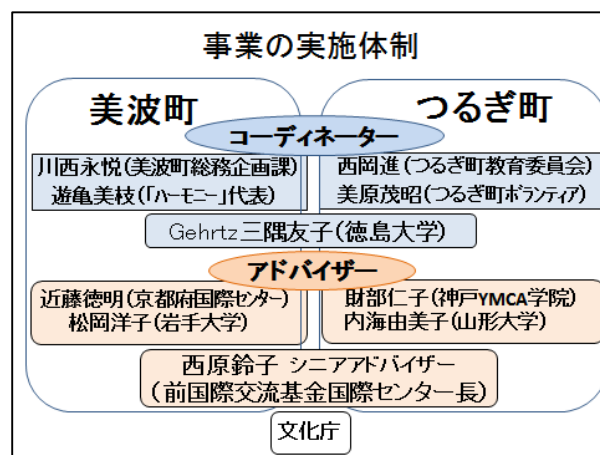 事業の実施体制
美波町
つるぎ町
コーディネーター
川西永悦(美波町総務企画課)
遊亀美枝(「ハーモニー」代表)
西岡進(つるぎ町教育委員会)
美原茂昭(つるぎ町ボランティア)
Gehrtz三隅友子(徳島大学)
アドバイザー
近藤徳明(京都府国際センター)
松岡洋子(岩手大学)
財部仁子(神戸YMCA学院)
内海由美子(山形大学)
西原鈴子 シニアアドバイザー
(前国際交流基金国際センター長)
文化庁